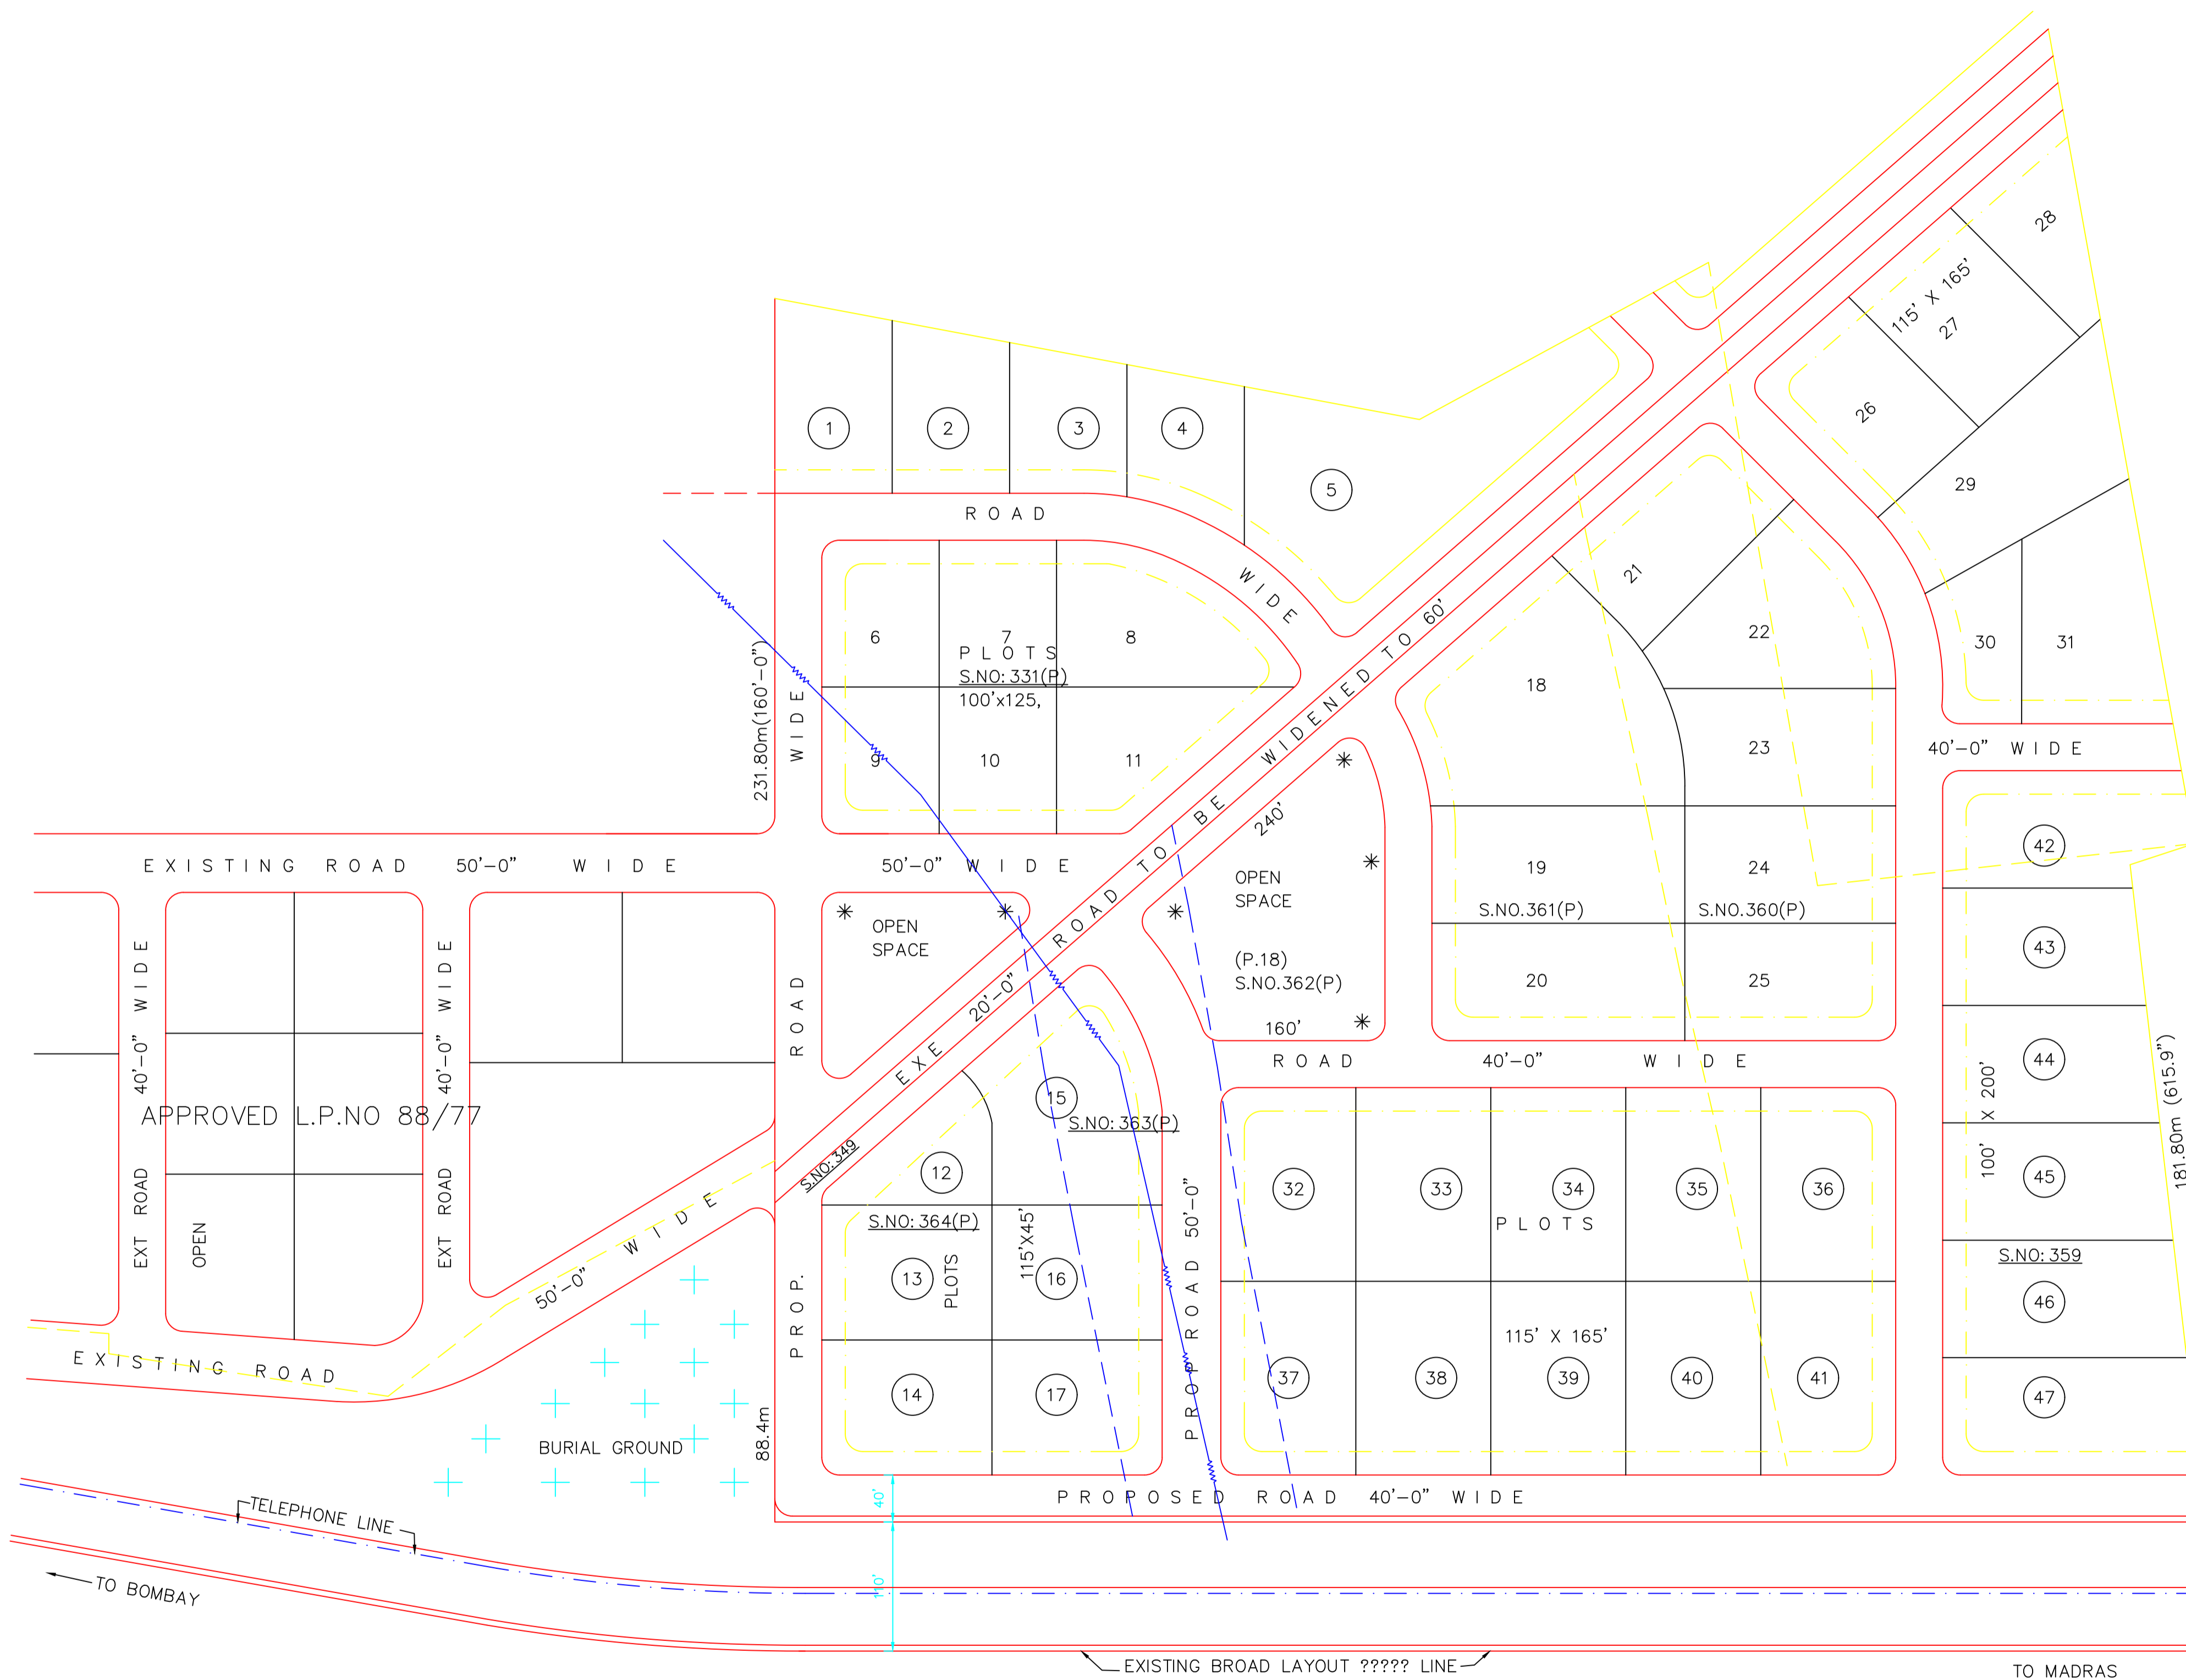 28
115' X 165'
27
26
29
30
31
1
2
3
4
5
ROAD
WIDE
6
7
8
PLOTS
S.NO: 331(P)
100'x125,
9
10
11
231.80m(160'-0")
WIDE
21
22
18
23
40'-0" WIDE
EXE 20'-0" ROAD TO BE WIDENED TO 60'
240'
EXISTING ROAD 50'-0" WIDE
50'-0" WIDE
OPEN
SPACE
OPEN
SPACE
(P.18)
S.NO.362(P)
160'
19
24
S.NO.361(P)
S.NO.360(P)
20
25
42
43
44
45
46
47
100' X 200'
181.80m (615.9")
S.NO: 359
EXT ROAD 40'-0" WIDE
EXT ROAD 40'-0" WIDE
APPROVED L.P.NO 88/77
OPEN
PROP. ROAD
ROAD 40'-0" WIDE
15
S.NO: 363(P)
S.NO: 349
12
S.NO: 364(P)
13
PLOTS
115'X45'
16
14
17
PROP ROAD 50'-0"
32
33
34
35
36
PLOTS
115' X 165'
37
38
39
40
41
50'-0" WIDE
EXISTING ROAD
BURIAL GROUND
88.4m
40'
110'
PROPOSED ROAD 40'-0" WIDE
TELEPHONE LINE
TO BOMBAY
EXISTING BROAD LAYOUT ????? LINE
TO MADRAS